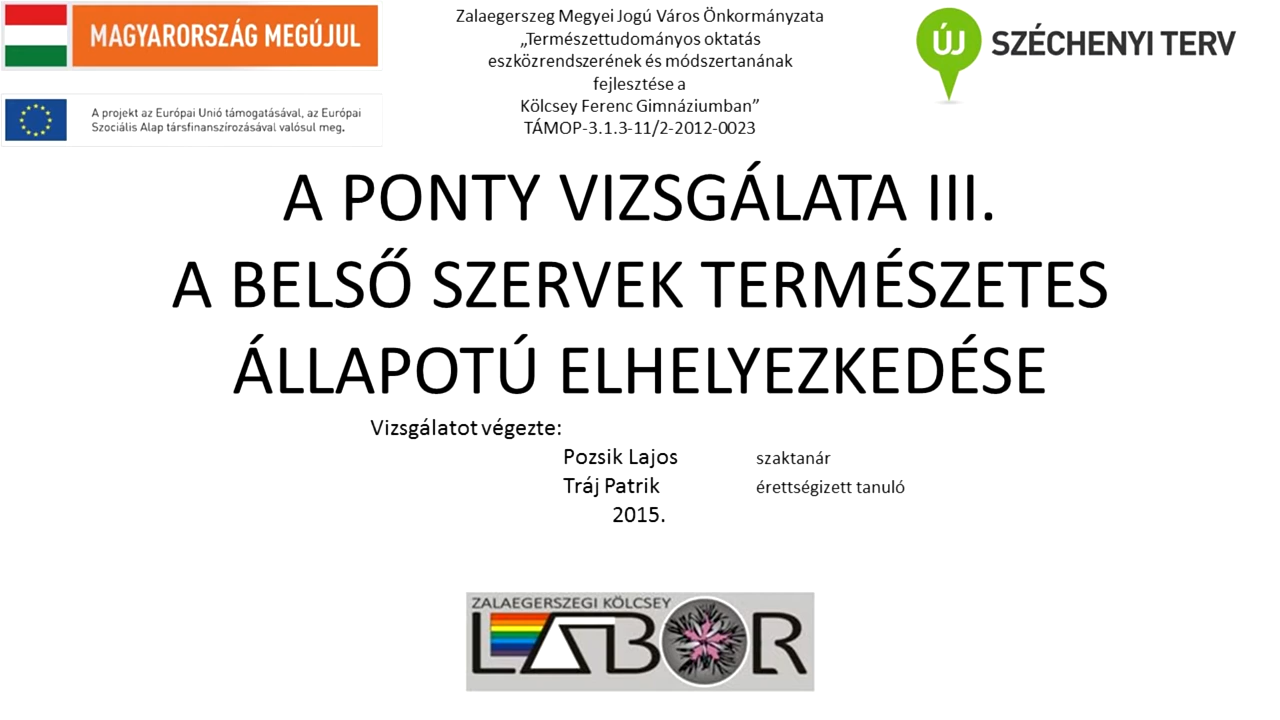 MAGYARORSZÁG MEGÚJUL
A projekt az Európai Unió támogatásával, az Európai
Szociális Alap társfinanszírozásával valósul meg.
Zalaegerszeg Megyei Jogú Város Önkormányzata
„Természettudományos oktatás
eszközrendszerének és módszertanának
fejlesztése a
Kölcsey Ferenc Gimnáziumban”
TÁMOP-3.1.3-11/2-2012-0023
ÚJ SZÉCHENYI TERV
A PONTY VIZSGÁLATA III.
A BELSŐ SZERVEK TERMÉSZETES
ÁLLAPOTÚ ELHELYEZKEDÉSE
Vizsgálatot végezte:
Pozsik Lajos szaktanár
Tráj Patrik érettségizett tanuló
2015.
ZALAEGERSZEGI KÖLCSEY
LABOR